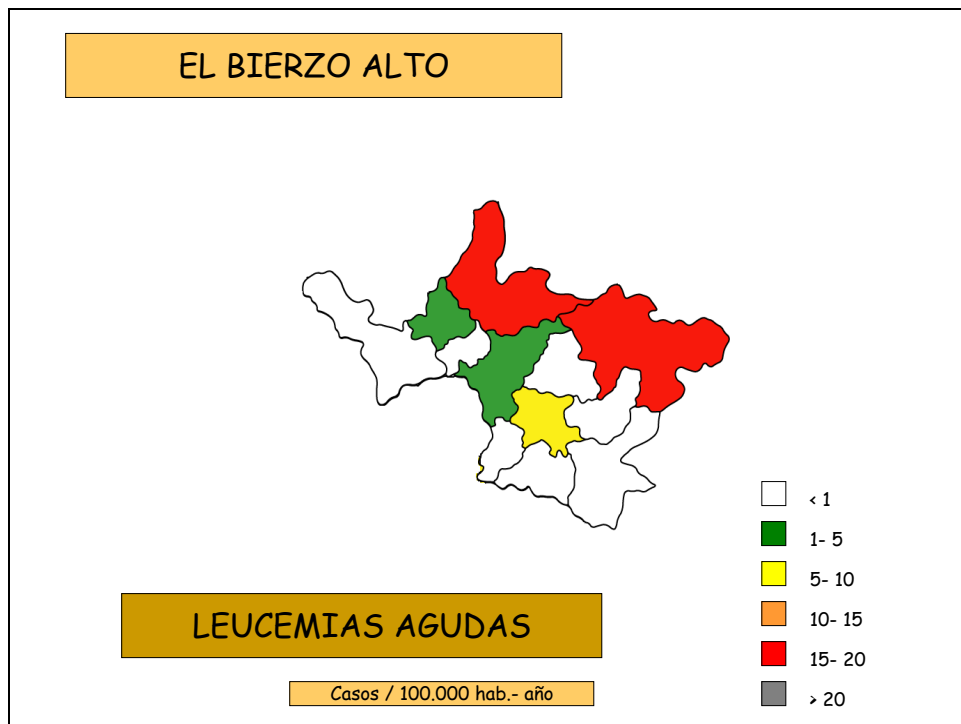 EL BIERZO ALTO
< 1
1- 5
5- 10
10- 15
15- 20
> 20
LEUCEMIAS AGUDAS
Casos / 100.000 hab.- año